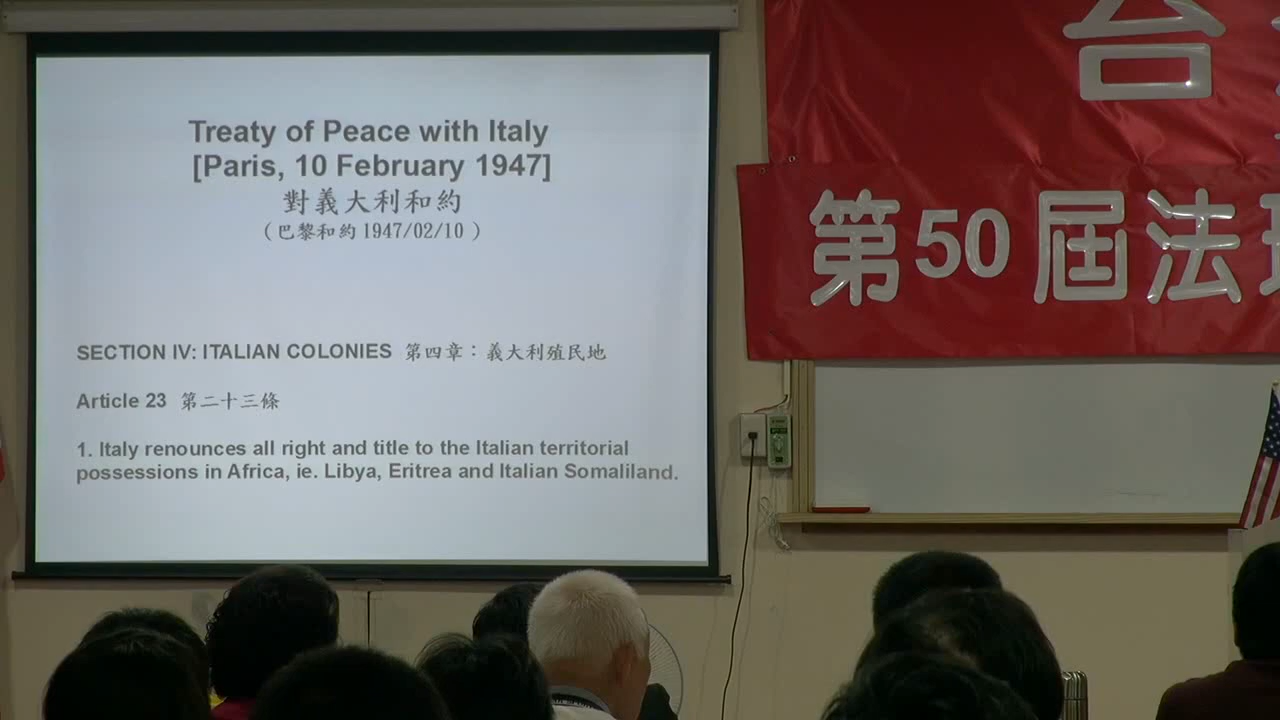 Treaty of Peace with Italy
[Paris, 10 February 1947]
對義大利和約
( 巴黎和約 1947/02/10 )
SECTION IV: ITALIAN COLONIES 第四章：義大利殖民地
Article 23 第二十三條
1. Italy renounces all right and title to the Italian territorial
possessions in Africa, ie. Libya, Eritrea and Italian Somaliland.
台
第50屆法